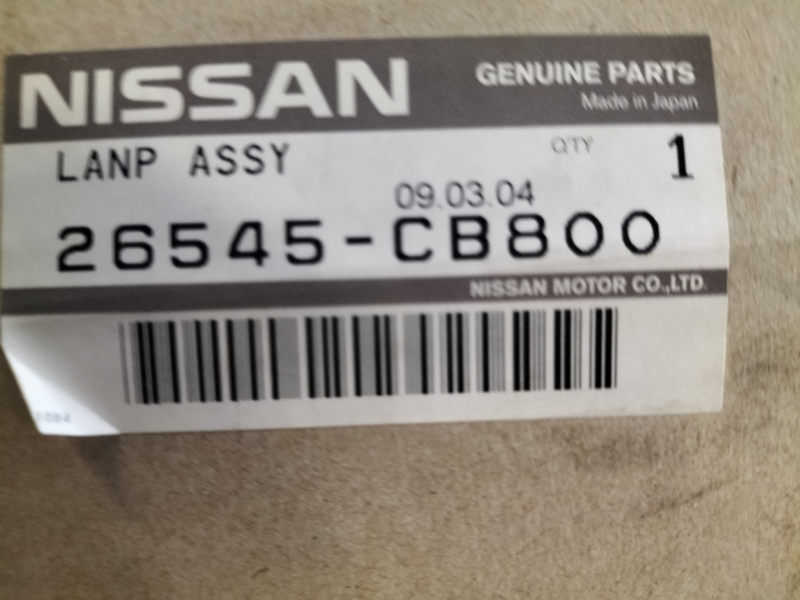 NISSAN
GENUINE PARTS
Made in Japan
LANP ASSY
QTY 1
09.03.04
26545-CB800
NISSAN MOTOR CO.,LTD.